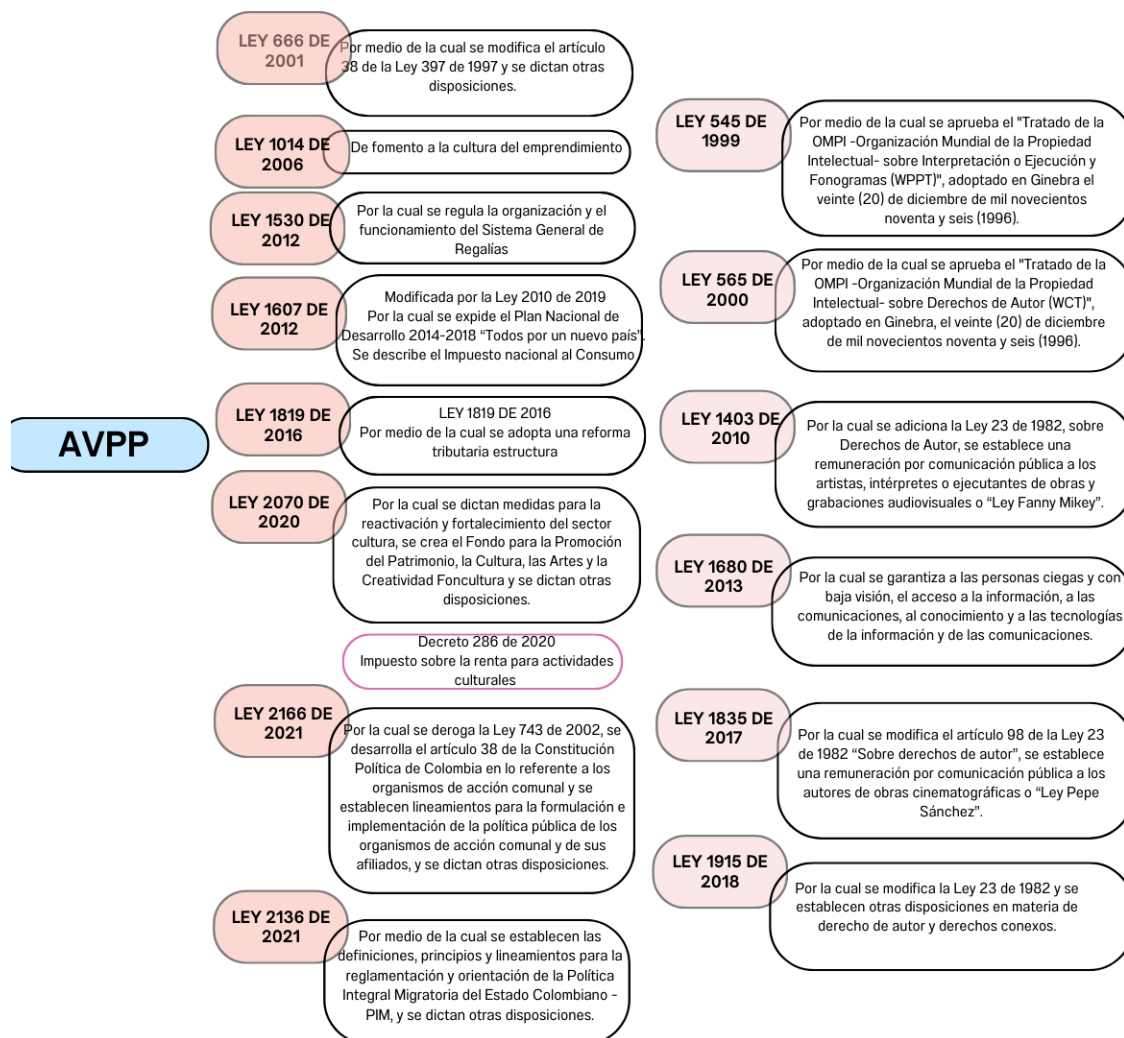 AVPP
LEY 666 DE
2001
Por medio de la cual se modifica el artículo
38 de la Ley 397 de 1997 y se dictan otras
disposiciones.
LEY 1014 DE
2006
De fomento a la cultura del emprendimiento
LEY 1530 DE
2012
Por la cual se regula la organización y el
funcionamiento del Sistema General de
Regalías
LEY 1607 DE
2012
Modificada por la Ley 2010 de 2019
Por la cual se expide el Plan Nacional de
Desarrollo 2014-2018 “Todos por un nuevo país”.
Se describe el Impuesto nacional al Consumo
LEY 1819 DE
2016
LEY 1819 DE 2016
Por medio de la cual se adopta una reforma
tributaria estructura
LEY 2070 DE
2020
Por la cual se dictan medidas para la
reactivación y fortalecimiento del sector
cultura, se crea el Fondo para la Promoción
del Patrimonio, la Cultura, las Artes y la
Creatividad Foncultura y se dictan otras
disposiciones.
Decreto 286 de 2020
Impuesto sobre la renta para actividades
culturales
LEY 2166 DE
2021
Por la cual se deroga la Ley 743 de 2002, se
desarrolla el artículo 38 de la Constitución
Política de Colombia en lo referente a los
organismos de acción comunal y se
establecen lineamientos para la formulación e
implementación de la política pública de los
organismos de acción comunal y de sus
afiliados, y se dictan otras disposiciones.
LEY 2136 DE
2021
Por medio de la cual se establecen las
definiciones, principios y lineamientos para la
reglamentación y orientación de la Política
Integral Migratoria del Estado Colombiano -
PIM, y se dictan otras disposiciones.
LEY 545 DE
1999
Por medio de la cual se aprueba el "Tratado de la
OMPI -Organización Mundial de la Propiedad
Intelectual- sobre Interpretación o Ejecución y
Fonogramas (WPPT)", adoptado en Ginebra el
veinte (20) de diciembre de mil novecientos
noventa y seis (1996).
LEY 565 DE
2000
Por medio de la cual se aprueba el "Tratado de la
OMPI -Organización Mundial de la Propiedad
Intelectual- sobre Derechos de Autor (WCT)",
adoptado en Ginebra, el veinte (20) de diciembre
de mil novecientos noventa y seis (1996).
LEY 1403 DE
2010
Por la cual se adiciona la Ley 23 de 1982, sobre
Derechos de Autor, se establece una
remuneración por comunicación pública a los
artistas, intérpretes o ejecutantes de obras y
grabaciones audiovisuales o “Ley Fanny Mikey”.
LEY 1680 DE
2013
Por la cual se garantiza a las personas ciegas y con
baja visión, el acceso a la información, a las
comunicaciones, al conocimiento y a las tecnologías
de la información y de las comunicaciones.
LEY 1835 DE
2017
Por la cual se modifica el artículo 98 de la Ley 23
de 1982 “Sobre derechos de autor”, se establece
una remuneración por comunicación pública a los
autores de obras cinematográficas o “Ley Pepe
Sánchez”.
LEY 1915 DE
2018
Por la cual se modifica la Ley 23 de 1982 y se
establecen otras disposiciones en materia de
derecho de autor y derechos conexos.